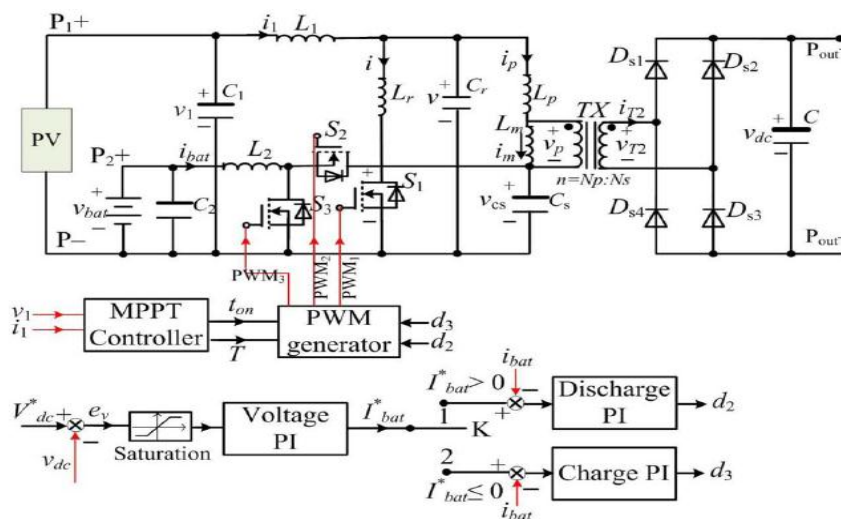 P1+
i1
L1
i
Lr
v
Cr
ip
Lp
Ds1
Ds2
Pout+
PV
v1
C1
S2
Lm
TX
iT2
im
vp
vT2
vdc
C
P2+
ibat
L2
S1
n=Np:Ns
vbat
C2
S3
vcs
Cs
Ds4
Ds3
P−
Pout-
PWM3
PWM2
PWM1
v1
i1
MPPT
Controller
ton
T
PWM
generator
d3
d2
V*dc
ev
vdc
Saturation
Voltage
PI
I*bat
K
I*bat> 0
1
ibat
Discharge
PI
d2
2
I*bat≤ 0
ibat
Charge PI
d3